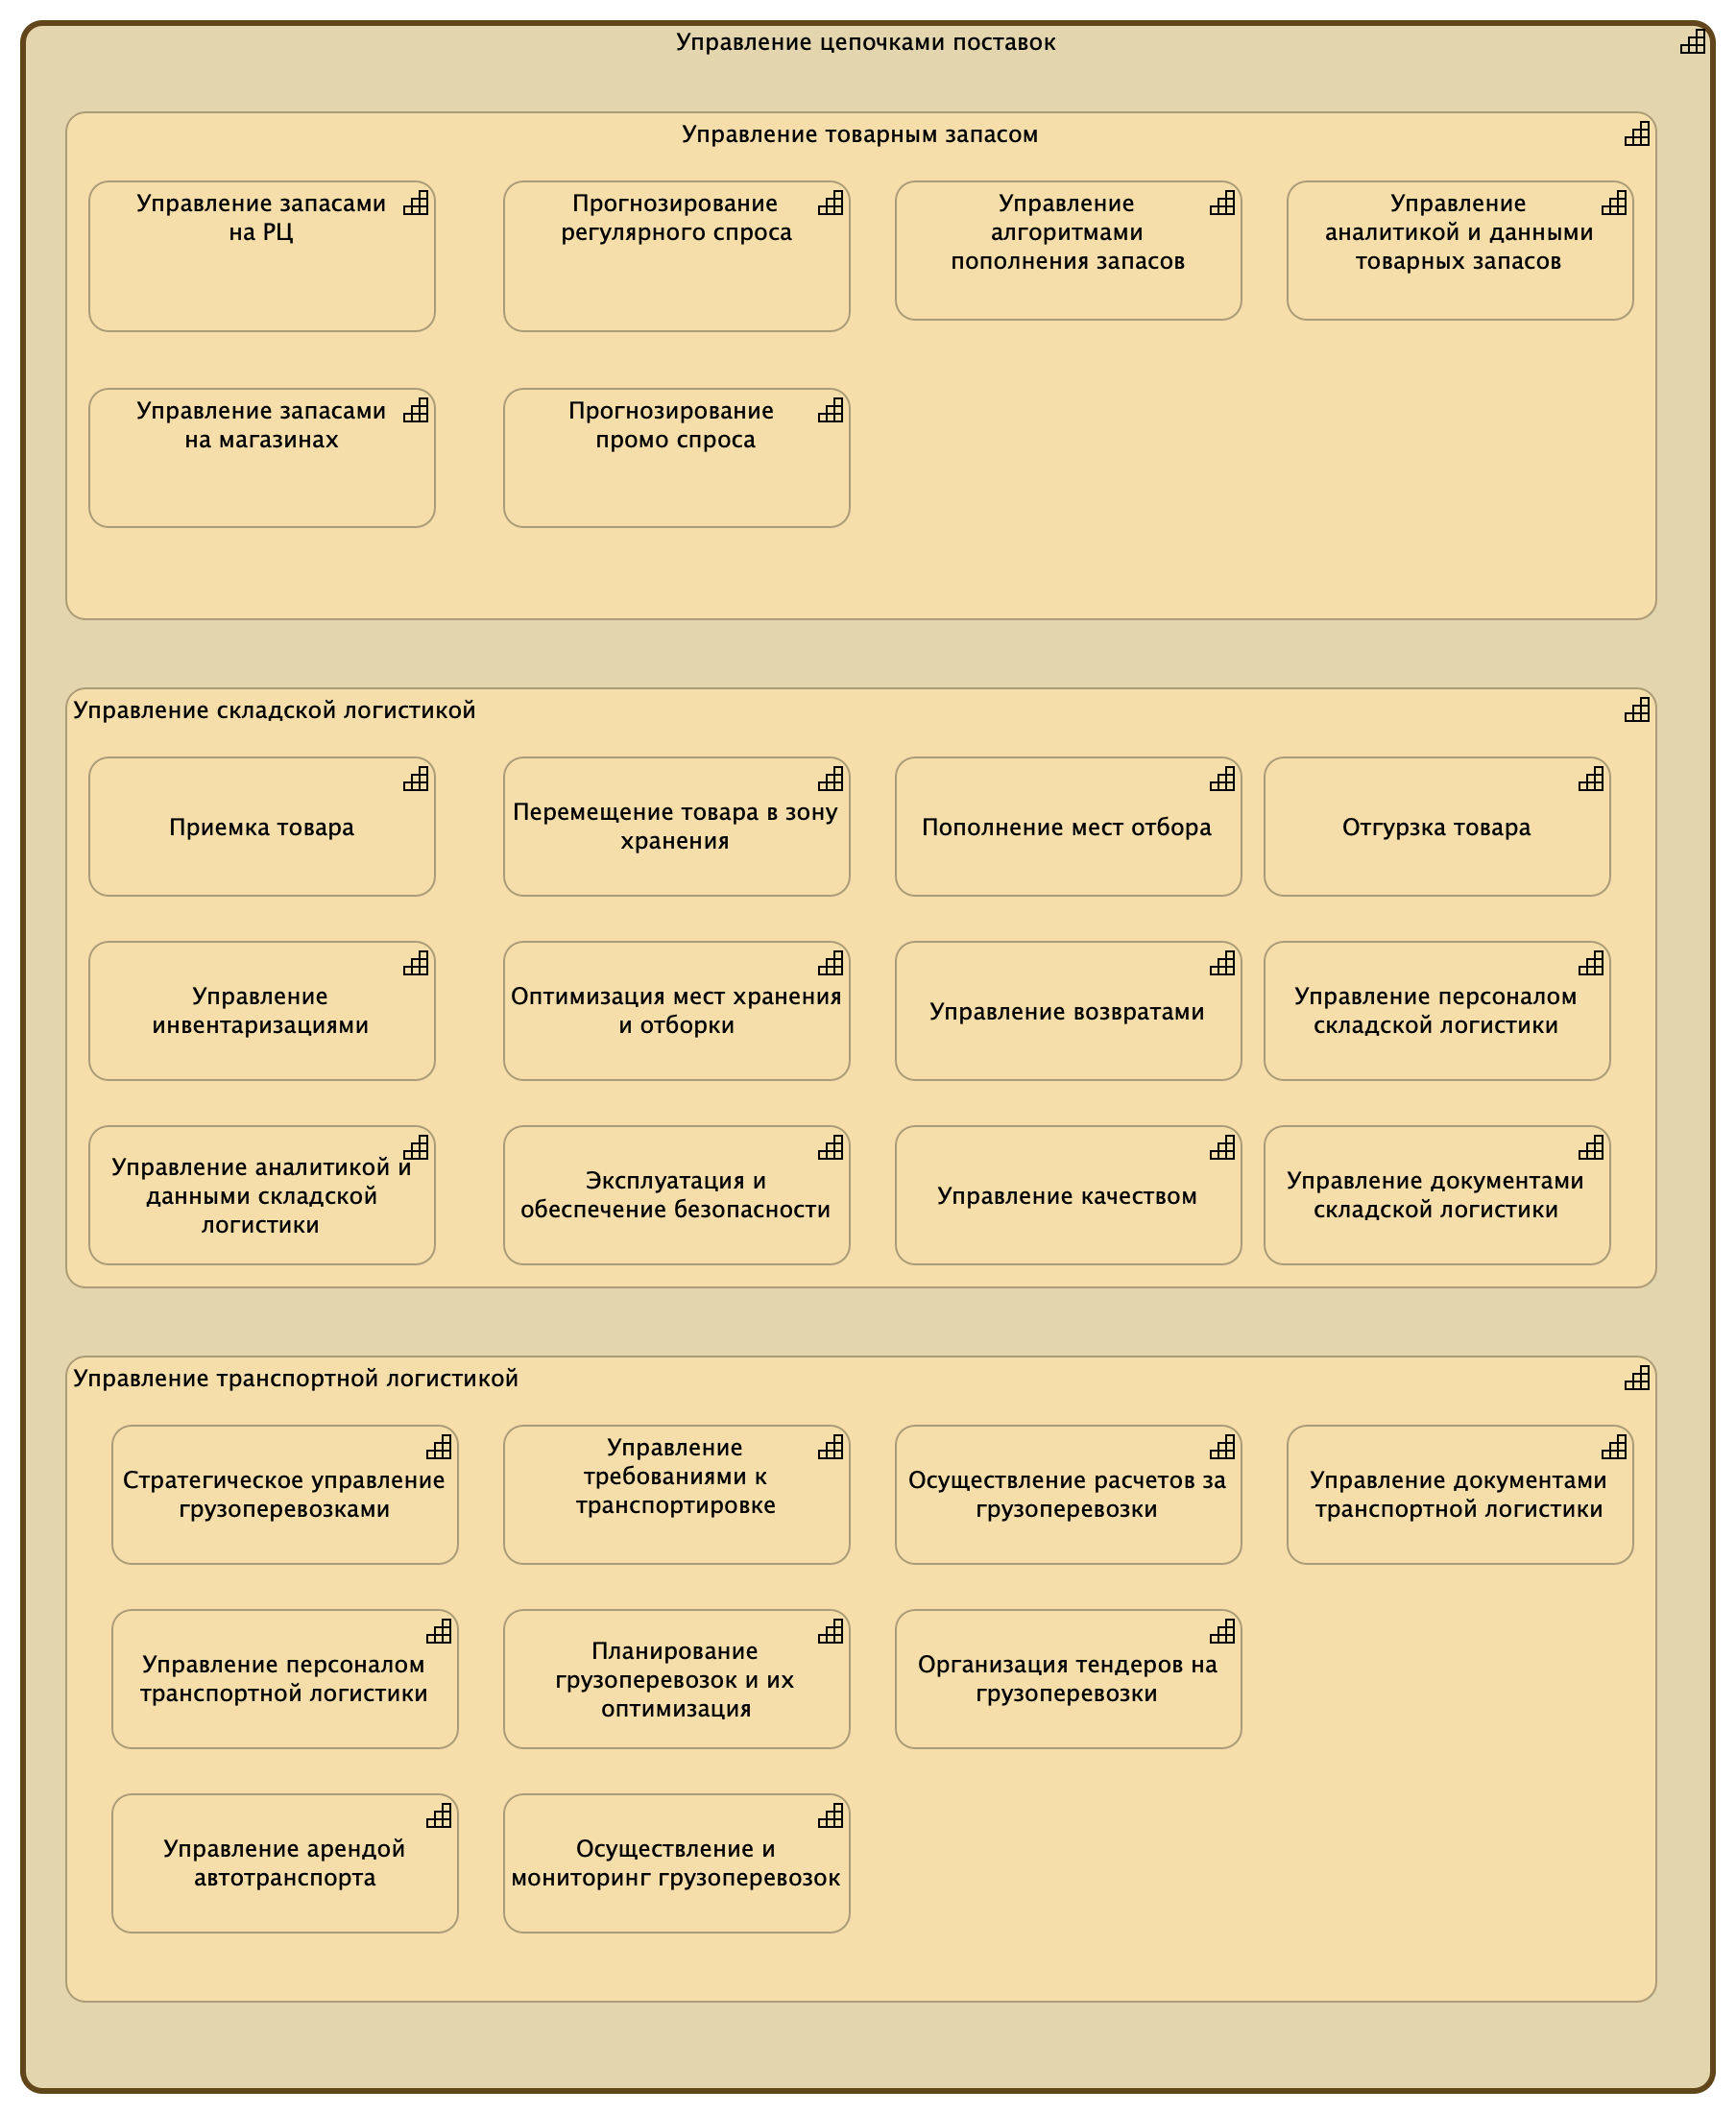 Управление цепочками поставок
Управление товарным запасом
Управление запасами
на РЦ
Прогнозирование
регулярного спроса
Управление
алгоритмами
пополнения запасов
Управление
аналитикой и данными
товарных запасов
Управление запасами
на магазинах
Прогнозирование
промо спроса
Управление складской логистикой
Приемка товара
Перемещение товара в зону
хранения
Пополнение мест отбора
Отгурзка товара
Управление
инвентаризациями
Оптимизация мест хранения
и отборки
Управление возвратами
Управление персоналом
складской логистики
Управление аналитикой и
данными складской
логистики
Эксплуатация и
обеспечение безопасности
Управление качеством
Управление документами
складской логистики
Управление транспортной логистикой
Стратегическое управление
грузоперевозками
Управление
требованиями к
транспортировке
Осуществление расчетов за
грузоперевозки
Управление документами
транспортной логистики
Управление персоналом
транспортной логистики
Планирование
грузоперевозок и их
оптимизация
Организация тендеров на
грузоперевозки
Управление арендой
автотранспорта
Осуществление и
мониторинг грузоперевозок